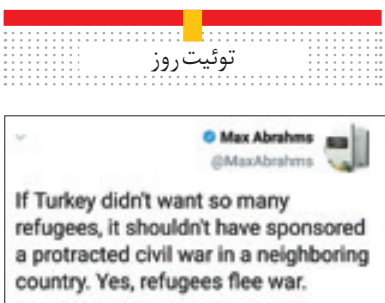 توئیت روز
Max Abrahms
@MaxAbrahms
If Turkey didn't want so many
refugees, it shouldn't have sponsored
a protracted civil war in a neighboring
country. Yes, refugees flee war.